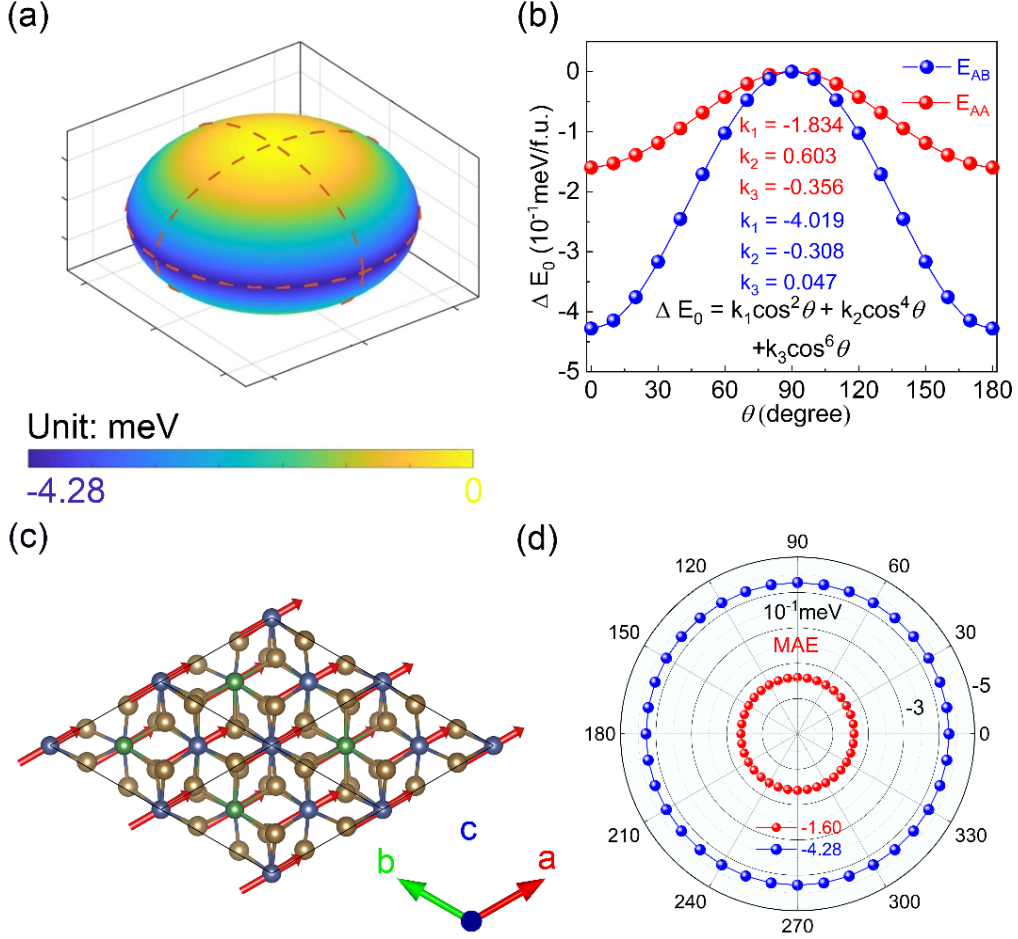 (a)
Unit: meV
-4.28
0
(b)
0
-1
-2
-3
-4
-5
Δ E₀ (10⁻¹meV/f.u.)
E_AB
E_AA
k₁ = -1.834
k₂ = 0.603
k₃ = -0.356
k₁ = -4.019
k₂ = -0.308
k₃ = 0.047
Δ E₀ = k₁cos²θ + k₂cos⁴θ
+k₃cos⁶θ
0 30 60 90 120 150 180
θ (degree)
(c)
c
b
a
(d)
90
120
60
10⁻¹meV
150
30
MAE
-5
-3
180
0
-1.60
-4.28
210
330
240
300
270